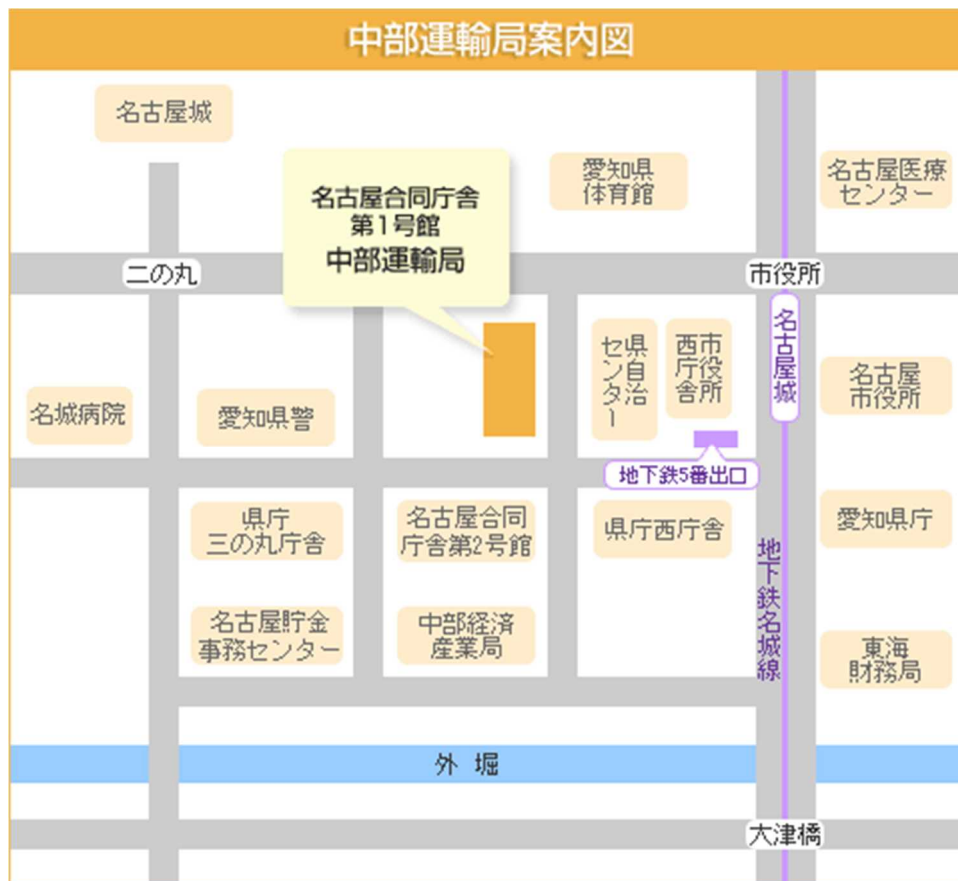 中部運輸局案内図
名古屋城
名古屋合同庁舎
第1号館
中部運輸局
愛知県
体育館
名古屋医療
センター
二の丸
市役所
名古屋城
県自治
センター
市役所
西庁舎
名古屋
市役所
名城病院
愛知県警
地下鉄5番出口
県庁
三の丸庁舎
名古屋合同
庁舎第2号館
県庁西庁舎
愛知県庁
地下鉄名城線
名古屋貯金
事務センター
中部経済
産業局
東海
財務局
外堀
大津橋